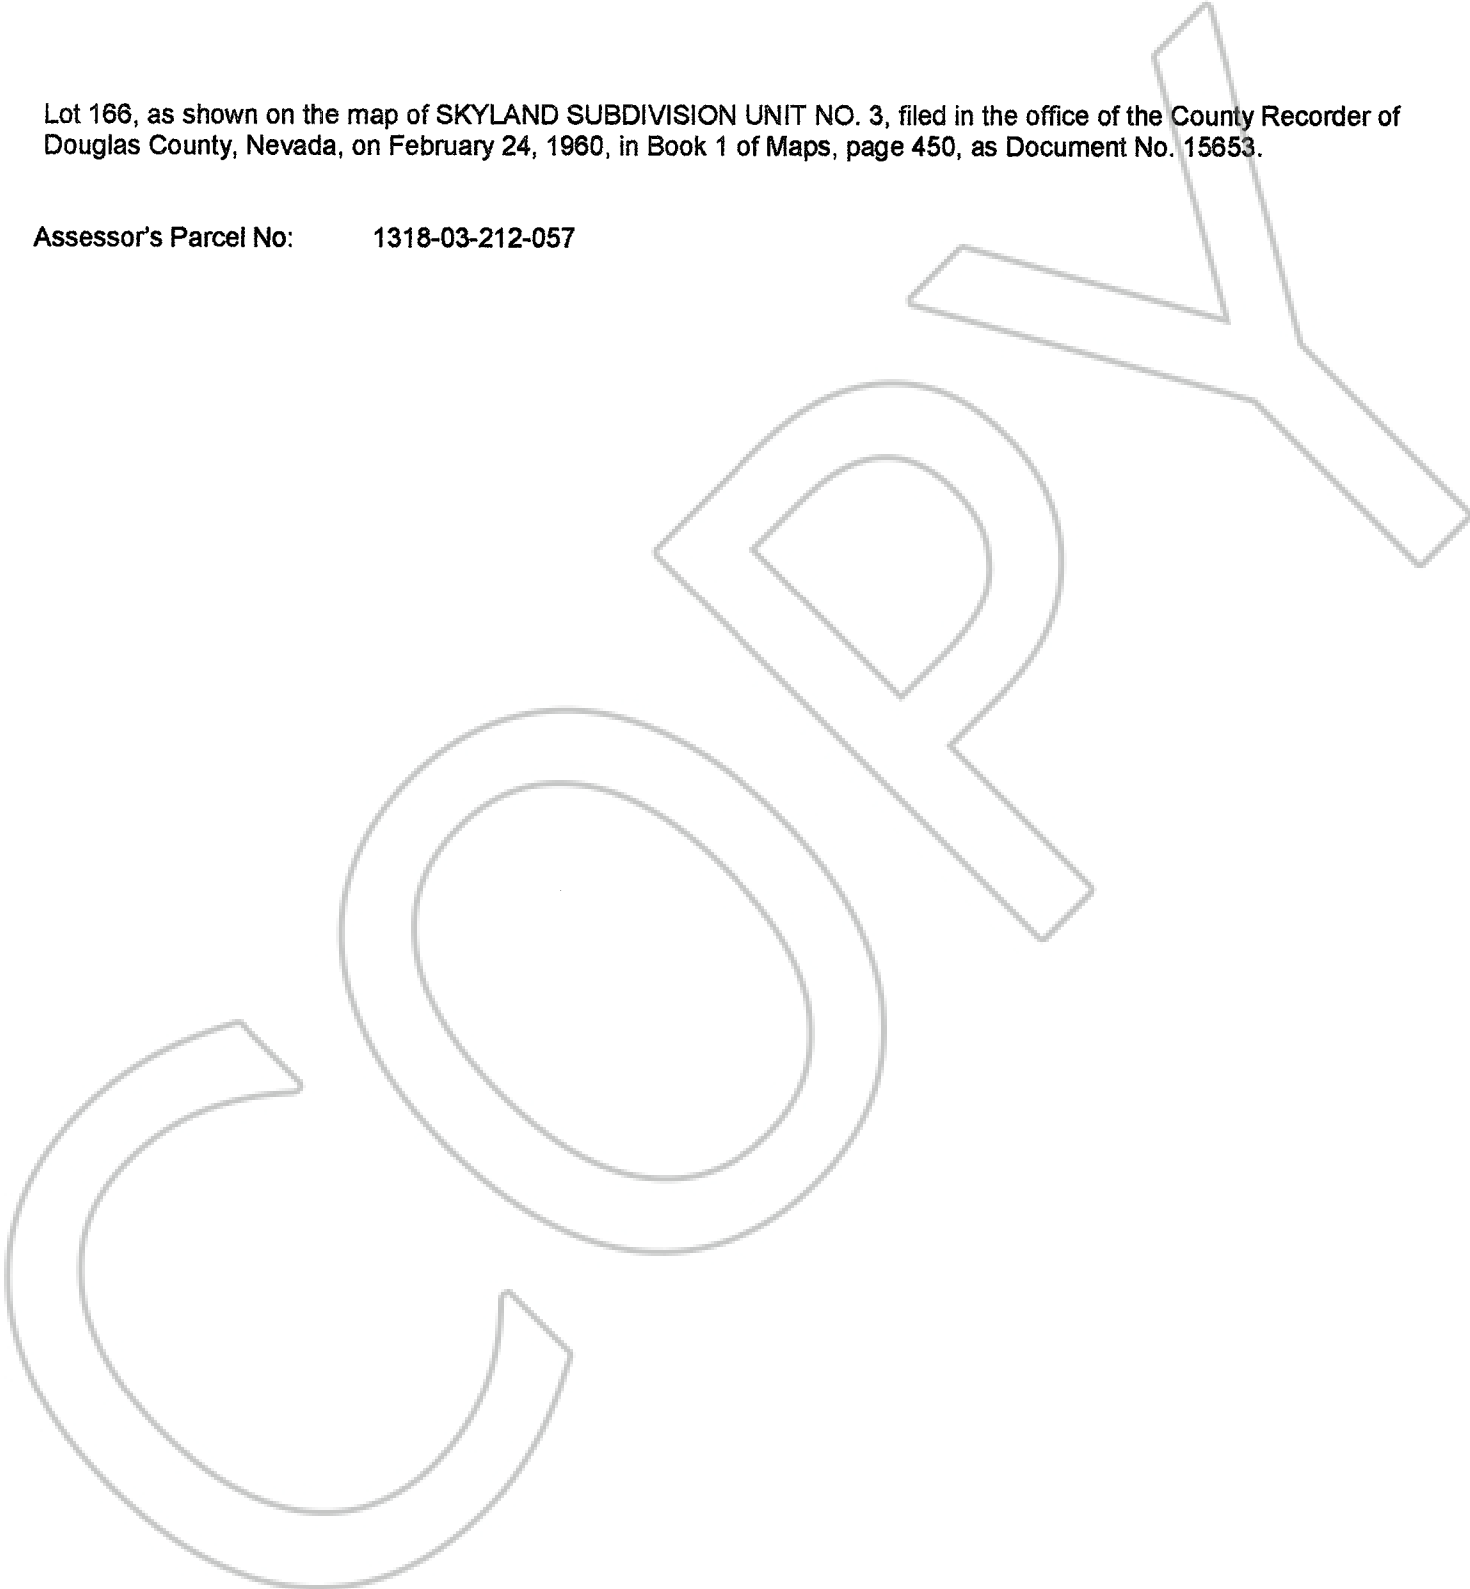 Lot 166, as shown on the map of SKYLAND SUBDIVISION UNIT NO. 3, filed in the office of the County Recorder of
Douglas County, Nevada, on February 24, 1960, in Book 1 of Maps, page 450, as Document No. 15653.
Assessor's Parcel No: 1318-03-212-057
COPY